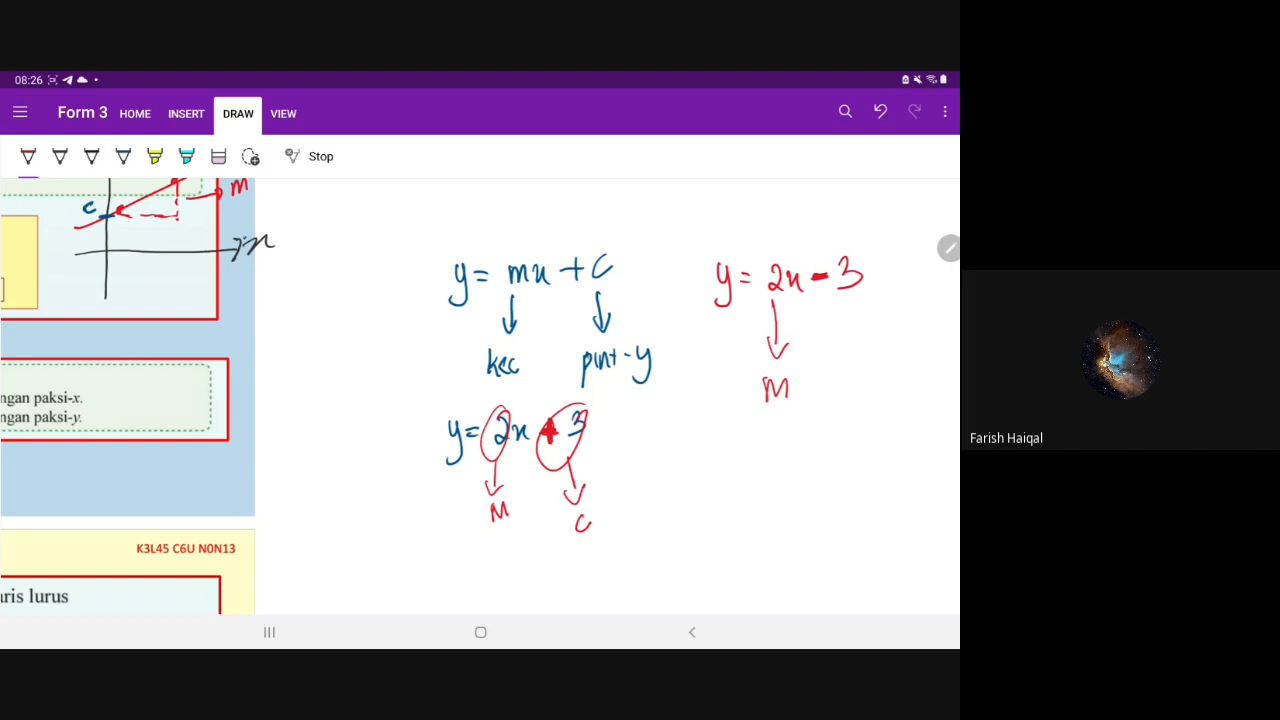 08:26
Form 3 HOME INSERT DRAW VIEW
Stop
M
C
x
y = mx + C
kec pint-y
y = 2x + 3
M C
y = 2x - 3
M
ngan paksi-x.
ngan paksi-y.
K3L45 C6U N0N13
ris lurus
Farish Haiqal